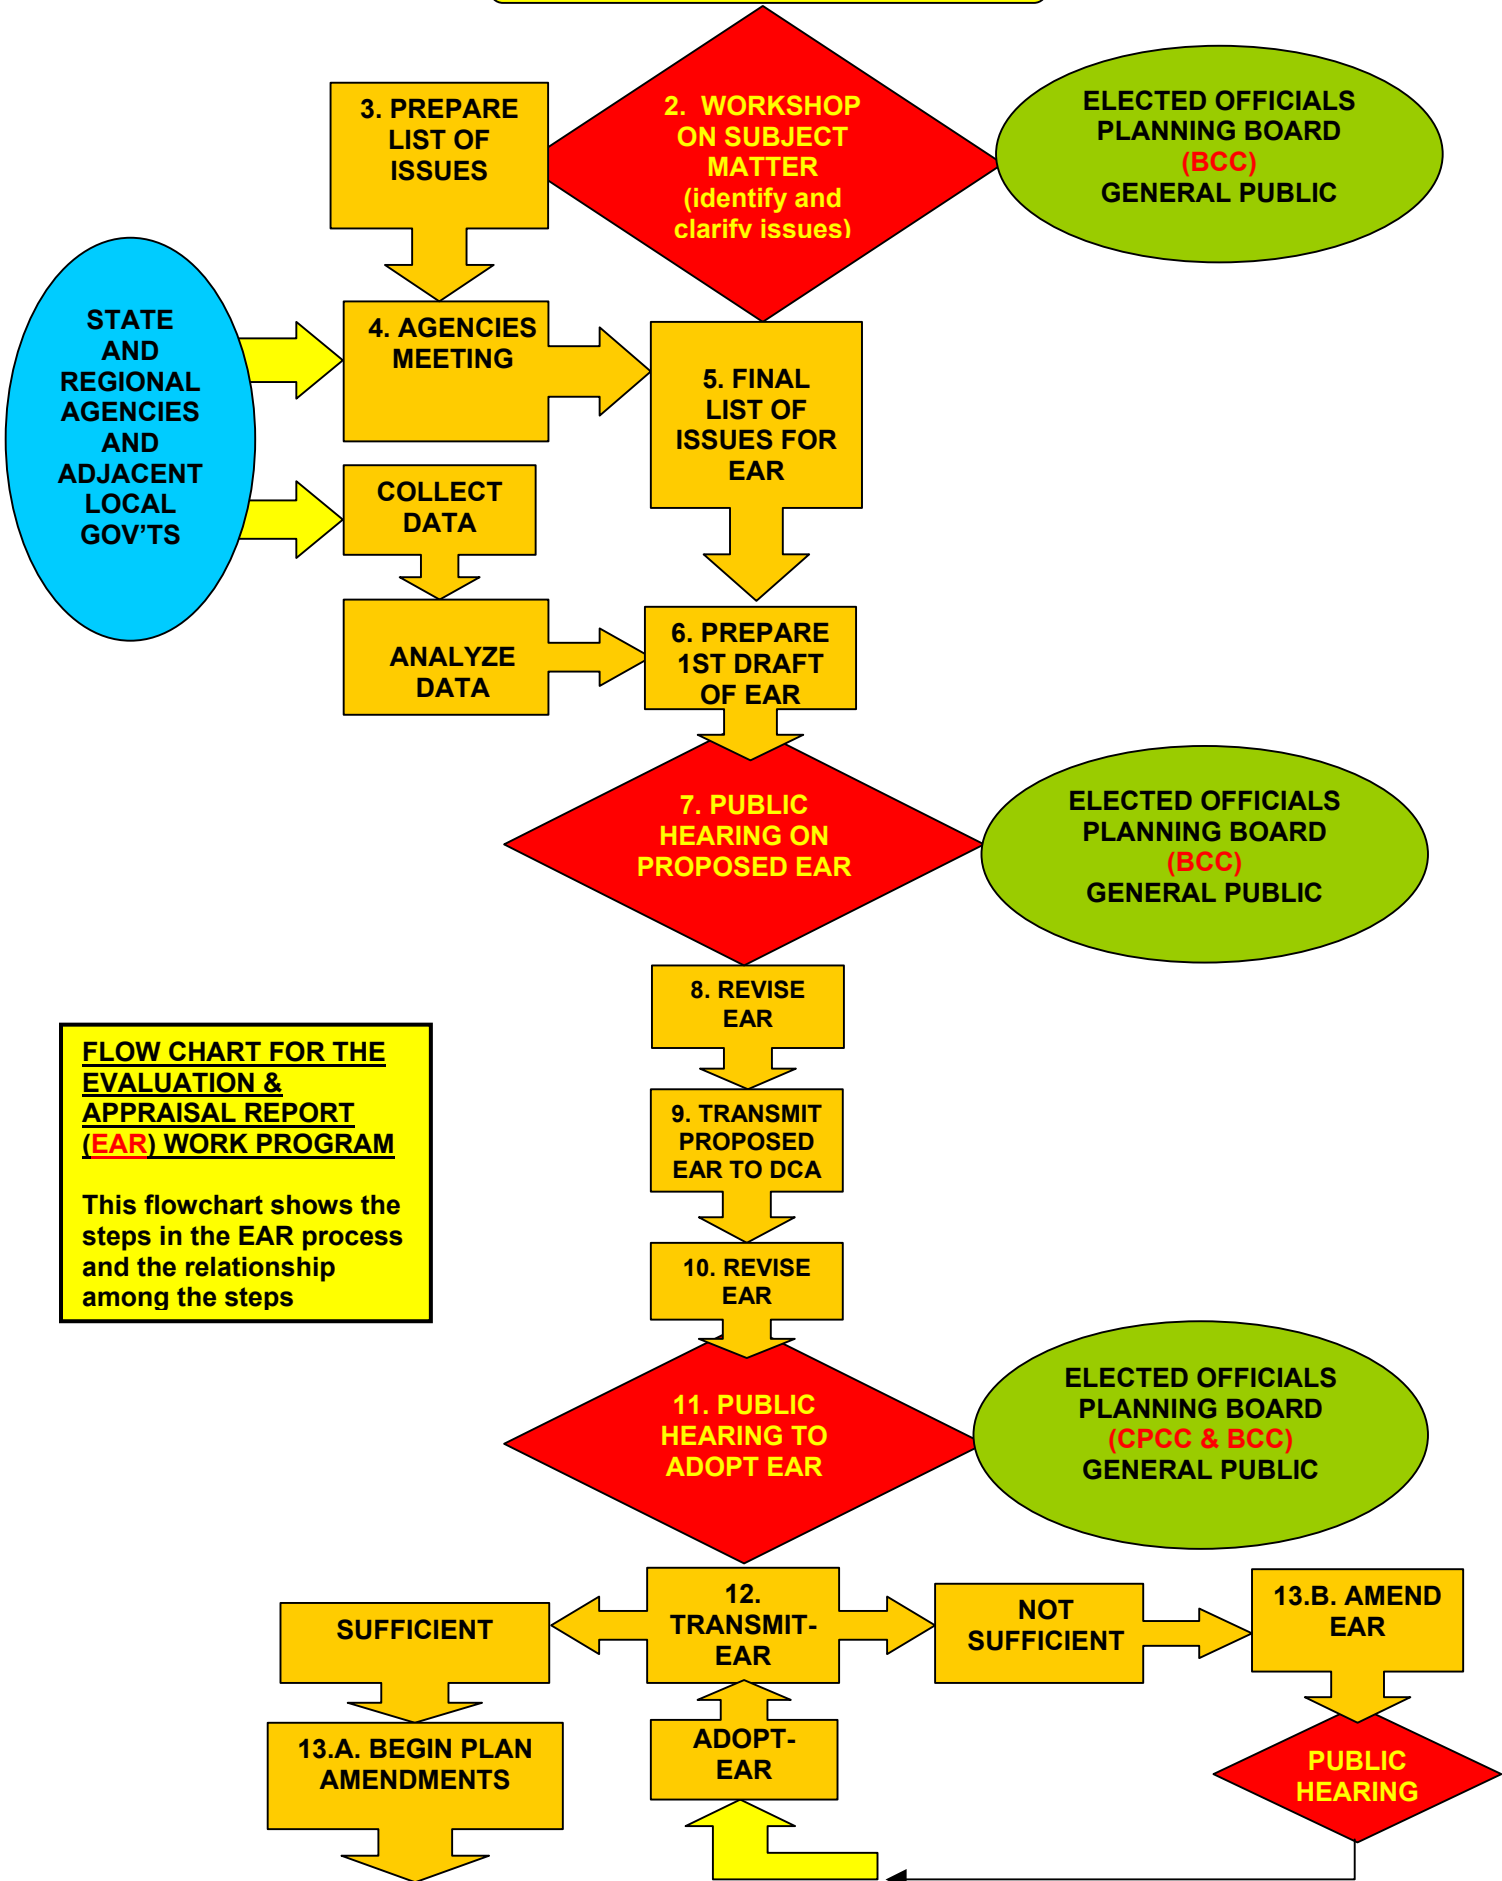 3. PREPARE
LIST OF
ISSUES
2. WORKSHOP
ON SUBJECT
MATTER
(identify and
clarify issues)
ELECTED OFFICIALS
PLANNING BOARD
(BCC)
GENERAL PUBLIC
STATE
AND
REGIONAL
AGENCIES
AND
ADJACENT
LOCAL
GOV’TS
4. AGENCIES
MEETING
5. FINAL
LIST OF
ISSUES FOR
EAR
COLLECT
DATA
ANALYZE
DATA
6. PREPARE
1ST DRAFT
OF EAR
7. PUBLIC
HEARING ON
PROPOSED EAR
ELECTED OFFICIALS
PLANNING BOARD
(BCC)
GENERAL PUBLIC
8. REVISE
EAR
FLOW CHART FOR THE
EVALUATION &
APPRAISAL REPORT
(EAR) WORK PROGRAM
This flowchart shows the
steps in the EAR process
and the relationship
among the steps
9. TRANSMIT
PROPOSED
EAR TO DCA
10. REVISE
EAR
11. PUBLIC
HEARING TO
ADOPT EAR
ELECTED OFFICIALS
PLANNING BOARD
(CPCC & BCC)
GENERAL PUBLIC
SUFFICIENT
12.
TRANSMIT-
EAR
NOT
SUFFICIENT
13.B. AMEND
EAR
13.A. BEGIN PLAN
AMENDMENTS
ADOPT-
EAR
PUBLIC
HEARING